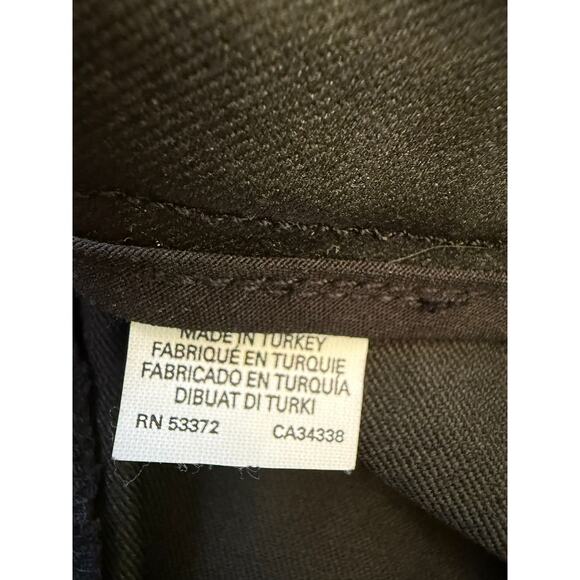 MADE IN TURKEY
FABRIQUÉ EN TURQUIE
FABRICADO EN TURQUÍA
DIBUAT DI TURKI
RN 53372 CA34338